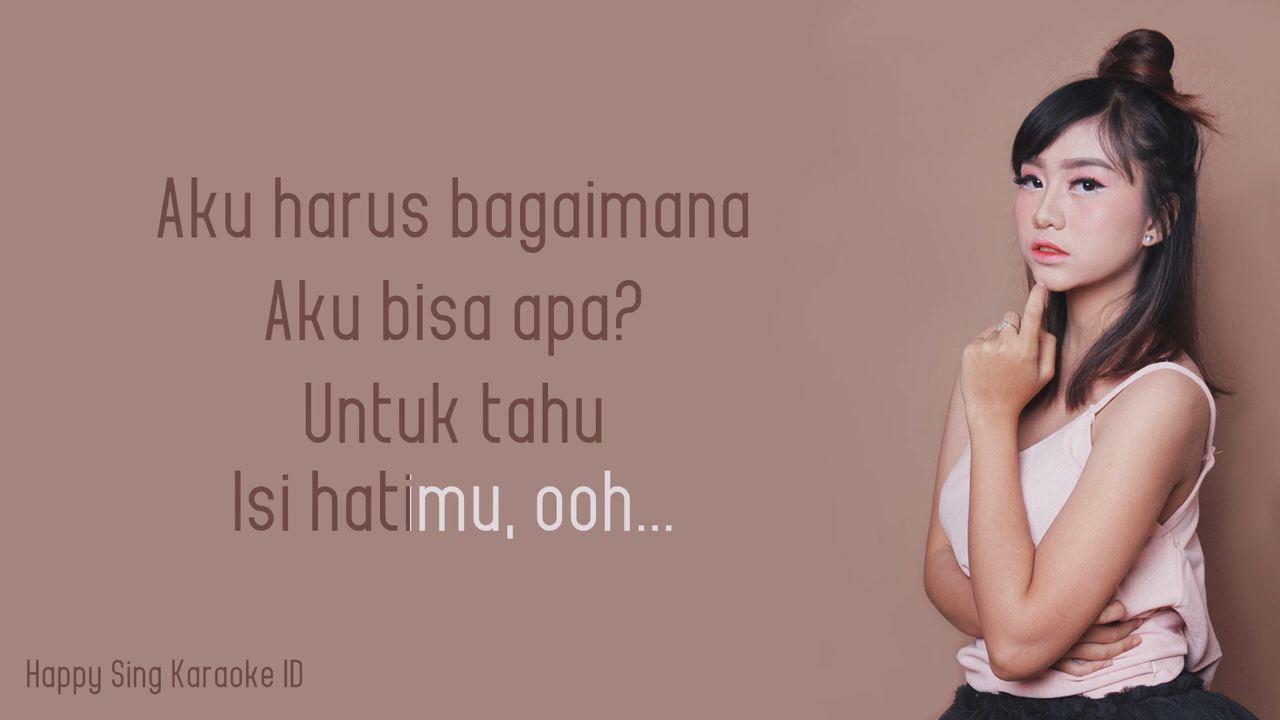 Aku harus bagaimana
Aku bisa apa?
Untuk tahu
Isi hatimu, ooh...
Happy Sing Karaoke ID